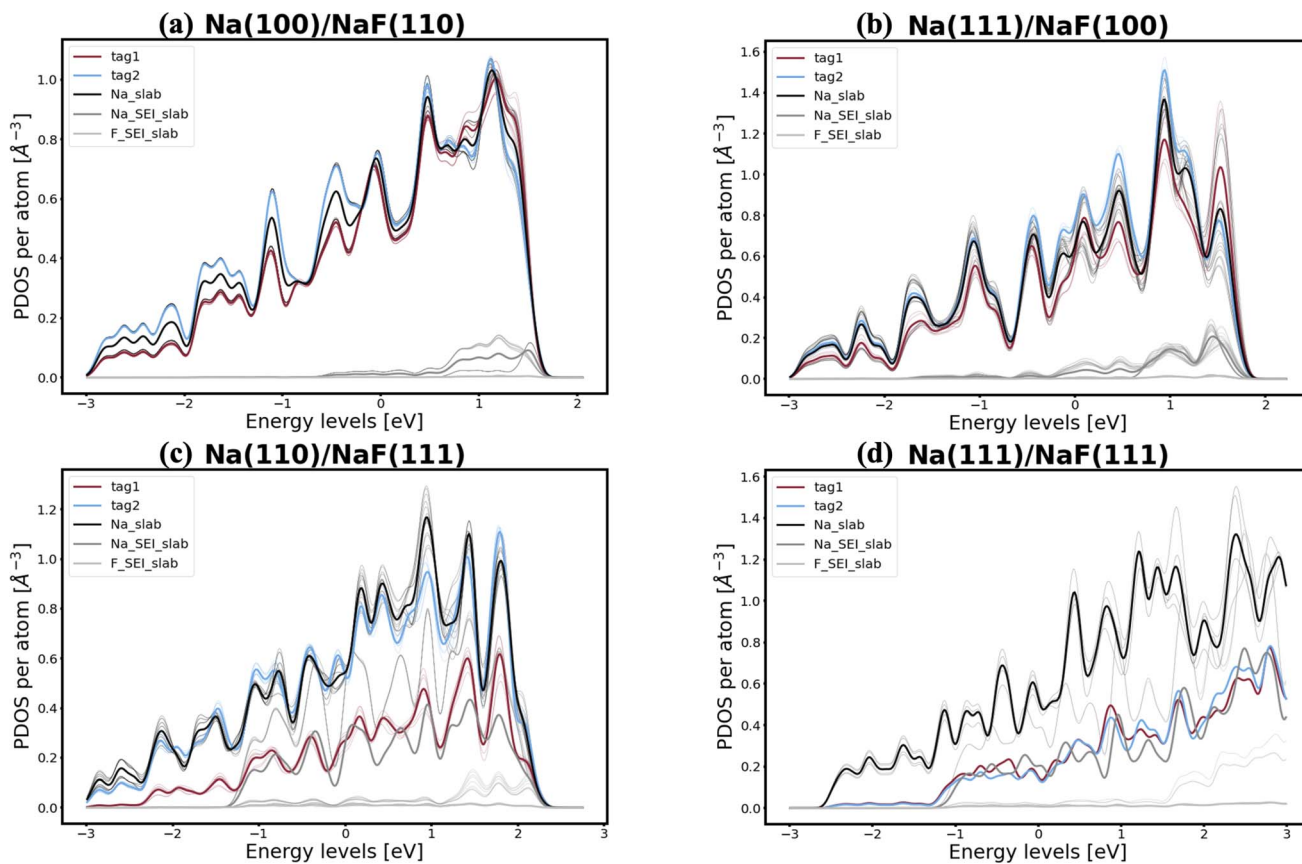 (a) Na(100)/NaF(110)
PDOS per atom [Å⁻³]
tag1
tag2
Na_slab
Na_SEI_slab
F_SEI_slab
1.0
0.8
0.6
0.4
0.2
0.0
−3 −2 −1 0 1 2
Energy levels [eV]
(b) Na(111)/NaF(100)
PDOS per atom [Å⁻³]
tag1
tag2
Na_slab
Na_SEI_slab
F_SEI_slab
1.6
1.4
1.2
1.0
0.8
0.6
0.4
0.2
0.0
−3 −2 −1 0 1 2
Energy levels [eV]
(c) Na(110)/NaF(111)
PDOS per atom [Å⁻³]
tag1
tag2
Na_slab
Na_SEI_slab
F_SEI_slab
1.2
1.0
0.8
0.6
0.4
0.2
0.0
−3 −2 −1 0 1 2 3
Energy levels [eV]
(d) Na(111)/NaF(111)
PDOS per atom [Å⁻³]
tag1
tag2
Na_slab
Na_SEI_slab
F_SEI_slab
1.6
1.4
1.2
1.0
0.8
0.6
0.4
0.2
0.0
−3 −2 −1 0 1 2 3
Energy levels [eV]